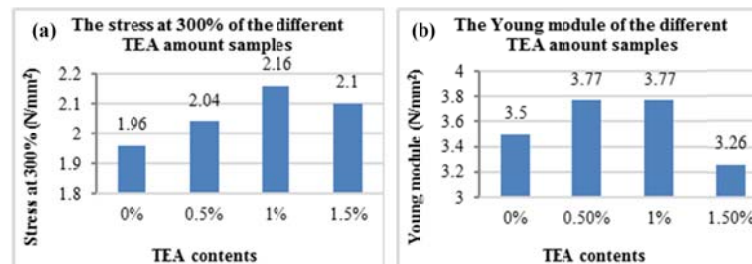 (a)
The stress at 300% of the different
TEA amount samples
Stress at 300% (N/mm²)
2.2
2.1
2
1.9
1.8
1.96
2.04
2.16
2.1
0%
0.5%
1%
1.5%
TEA contents
(b)
The Young module of the different
TEA amount samples
Young module (N/mm²)
4
3.8
3.6
3.4
3.2
3
3.5
3.77
3.77
3.26
0%
0.50%
1%
1.50%
TEA contents